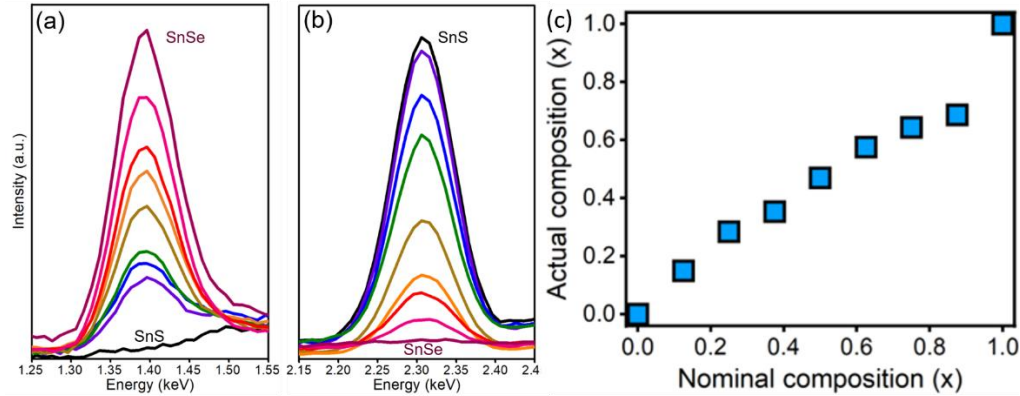 (a)
SnSe
SnS
Intensity (a.u.)
1.25 1.30 1.35 1.40 1.45 1.50 1.55
Energy (keV)
(b)
SnS
SnSe
2.15 2.20 2.25 2.30 2.35 2.40 2.4
Energy (keV)
(c)
Actual composition (x)
1.0
0.8
0.6
0.4
0.2
0.0
0.0 0.2 0.4 0.6 0.8 1.0
Nominal composition (x)